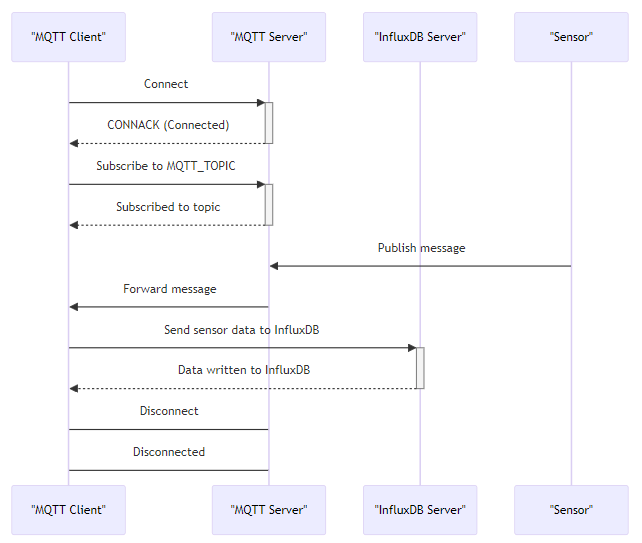 "MQTT Client"
"MQTT Server"
"InfluxDB Server"
"Sensor"
Connect
CONNACK (Connected)
Subscribe to MQTT_TOPIC
Subscribed to topic
Publish message
Forward message
Send sensor data to InfluxDB
Data written to InfluxDB
Disconnect
Disconnected
"MQTT Client"
"MQTT Server"
"InfluxDB Server"
"Sensor"